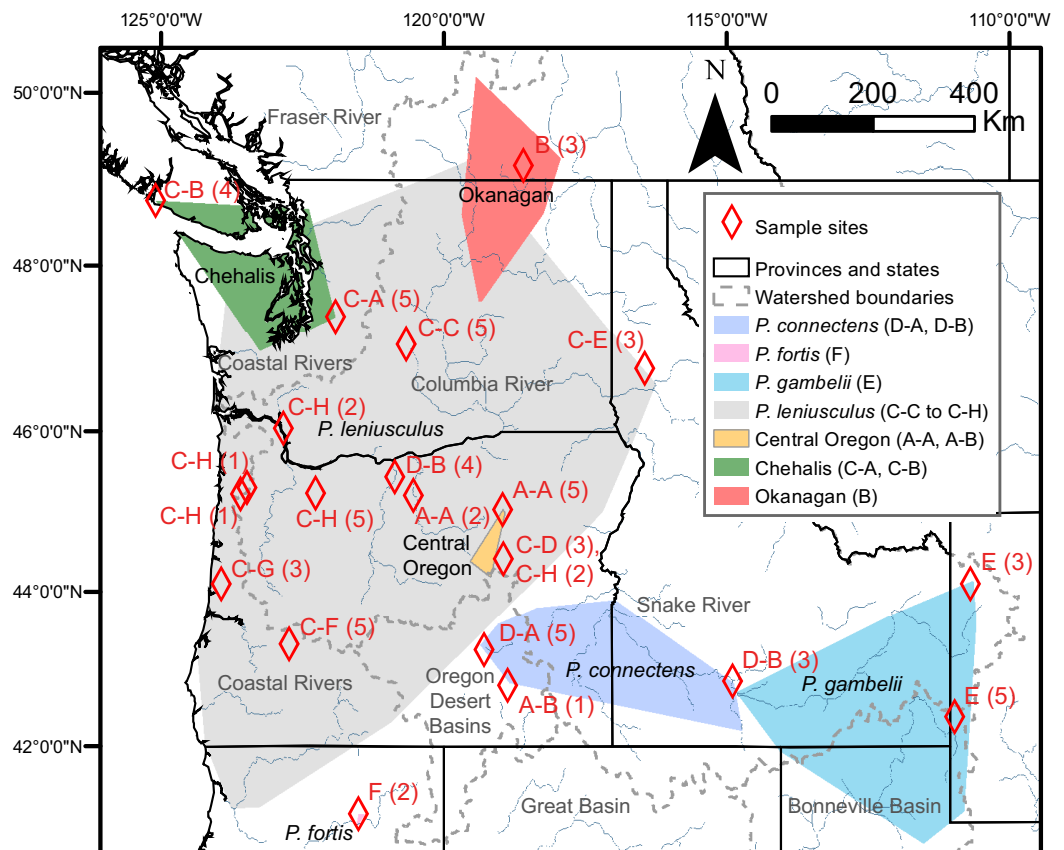 125°0'0"W
120°0'0"W
115°0'0"W
110°0'0"W
50°0'0"N
48°0'0"N
46°0'0"N
44°0'0"N
42°0'0"N
N
0 200 400
Km
Fraser River
B (3)
Okanagan
C-B (4)
Chehalis
C-A (5)
C-C (5)
C-E (3)
Coastal Rivers
Columbia River
C-H (2)
P. leniusculus
C-H (1)
D-B (4)
A-A (5)
C-H (1)
C-H (5)
A-A (2)
Central
Oregon
C-D (3),
C-H (2)
C-G (3)
E (3)
Snake River
C-F (5)
D-A (5)
D-B (3)
P. connectens
P. gambelii
Coastal Rivers
Oregon
Desert
Basins
A-B (1)
E (5)
F (2)
P. fortis
Great Basin
Bonneville Basin
Sample sites
Provinces and states
Watershed boundaries
P. connectens (D-A, D-B)
P. fortis (F)
P. gambelii (E)
P. leniusculus (C-C to C-H)
Central Oregon (A-A, A-B)
Chehalis (C-A, C-B)
Okanagan (B)